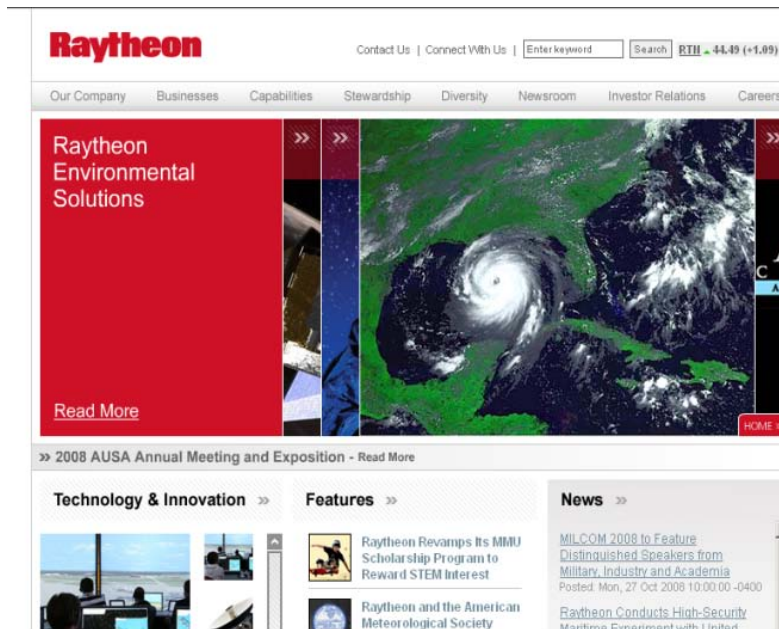 Raytheon
Contact Us | Connect With Us | Enter keyword Search RTN 44.49 (+1.09)
Our Company Businesses Capabilities Stewardship Diversity Newsroom Investor Relations Careers
Raytheon
Environmental
Solutions
Read More
HOME
» 2008 AUSA Annual Meeting and Exposition - Read More
Technology & Innovation »
Features »
Raytheon Revamps Its MMU
Scholarship Program to
Reward STEM Interest
Raytheon and the American
Meteorological Society
News »
MILCOM 2008 to Feature
Distinguished Speakers from
Military, Industry and Academia
Posted: Mon, 27 Oct 2008 10:00:00 -0400
Raytheon Conducts High-Security
Maritime Experiment with United